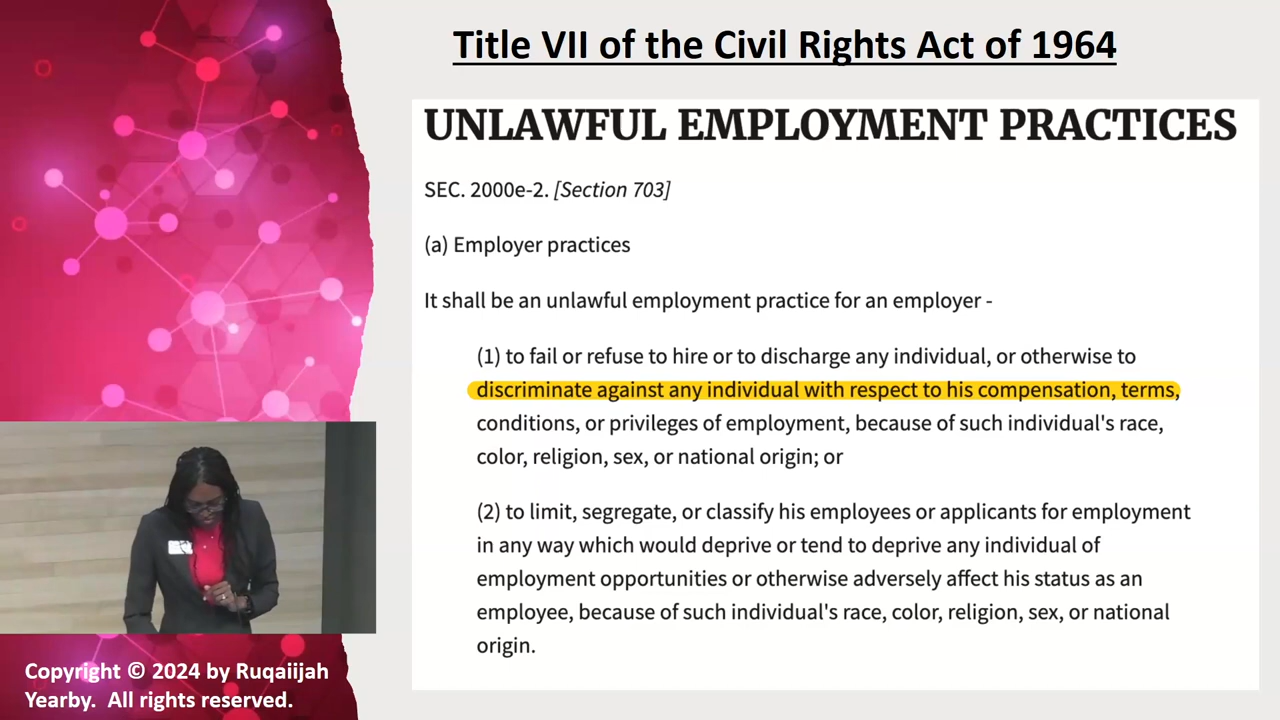 Title VII of the Civil Rights Act of 1964
UNLAWFUL EMPLOYMENT PRACTICES
SEC. 2000e-2. [Section 703]
(a) Employer practices
It shall be an unlawful employment practice for an employer -
(1) to fail or refuse to hire or to discharge any individual, or otherwise to
discriminate against any individual with respect to his compensation, terms,
conditions, or privileges of employment, because of such individual's race,
color, religion, sex, or national origin; or
(2) to limit, segregate, or classify his employees or applicants for employment
in any way which would deprive or tend to deprive any individual of
employment opportunities or otherwise adversely affect his status as an
employee, because of such individual's race, color, religion, sex, or national
origin.
Copyright © 2024 by Ruqaiijah
Yearby. All rights reserved.